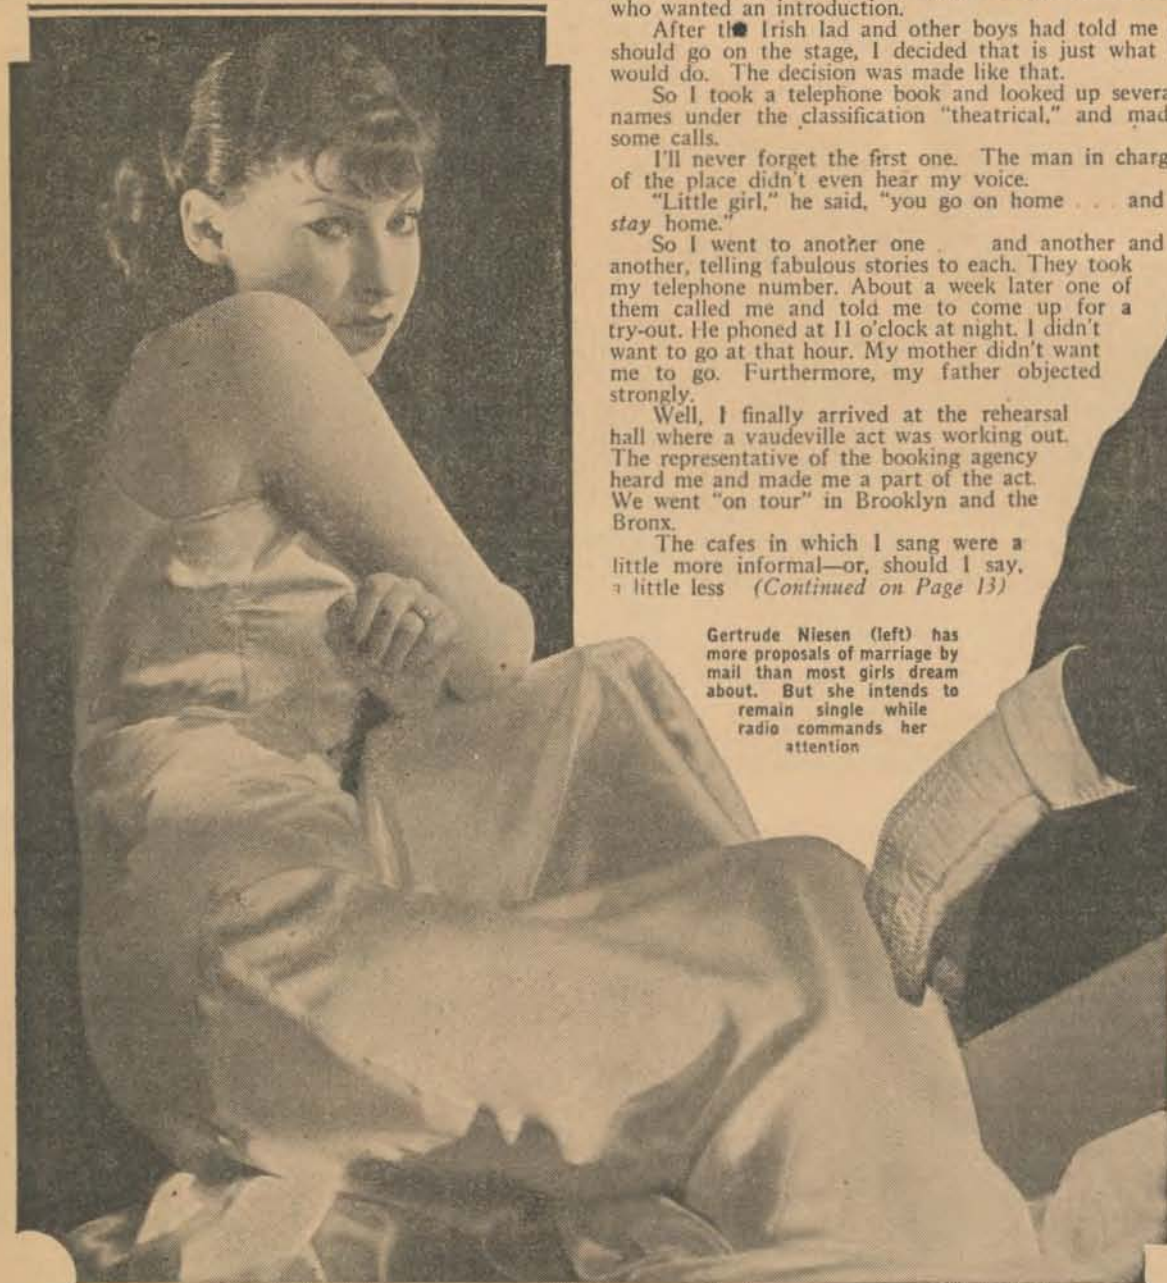 who wanted an introduction.
After the Irish lad and other boys had told me
should go on the stage, I decided that is just what
would do. The decision was made like that.
So I took a telephone book and looked up severa
names under the classification "theatrical," and mad
some calls.
I'll never forget the first one. The man in charg
of the place didn't even hear my voice.
"Little girl," he said, "you go on home . . . and
stay home."
So I went to another one . and another and
another, telling fabulous stories to each. They took
my telephone number. About a week later one of
them called me and told me to come up for a
try-out. He phoned at 11 o'clock at night. I didn't
want to go at that hour. My mother didn't want
me to go. Furthermore, my father objected
strongly.
Well, I finally arrived at the rehearsal
hall where a vaudeville act was working out.
The representative of the booking agency
heard me and made me a part of the act.
We went "on tour" in Brooklyn and the
Bronx.
The cafes in which I sang were a
little more informal—or, should I say,
a little less (Continued on Page 13)
Gertrude Niesen (left) has
more proposals of marriage by
mail than most girls dream
about. But she intends to
remain single while
radio commands her
attention